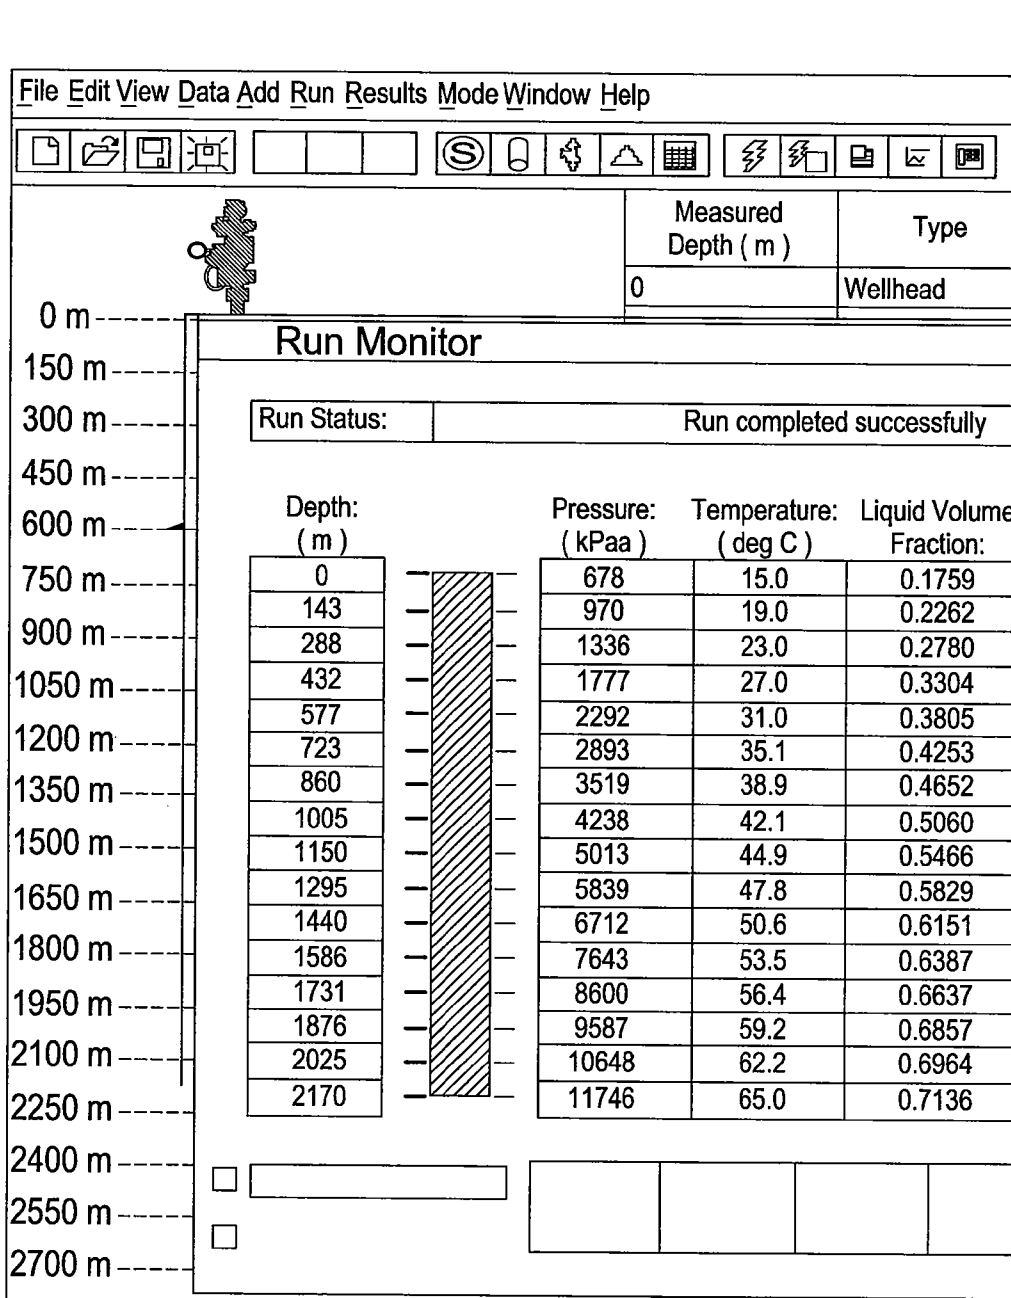 File Edit View Data Add Run Results Mode Window Help
S
Measured Depth ( m ) Type
0 Wellhead
0 m
150 m
300 m
450 m
600 m
750 m
900 m
1050 m
1200 m
1350 m
1500 m
1650 m
1800 m
1950 m
2100 m
2250 m
2400 m
2550 m
2700 m
Run Monitor
Run Status: Run completed successfully
Depth: Pressure: Temperature: Liquid Volume
( m ) ( kPaa ) ( deg C ) Fraction:
0 678 15.0 0.1759
143 970 19.0 0.2262
288 1336 23.0 0.2780
432 1777 27.0 0.3304
577 2292 31.0 0.3805
723 2893 35.1 0.4253
860 3519 38.9 0.4652
1005 4238 42.1 0.5060
1150 5013 44.9 0.5466
1295 5839 47.8 0.5829
1440 6712 50.6 0.6151
1586 7643 53.5 0.6387
1731 8600 56.4 0.6637
1876 9587 59.2 0.6857
2025 10648 62.2 0.6964
2170 11746 65.0 0.7136